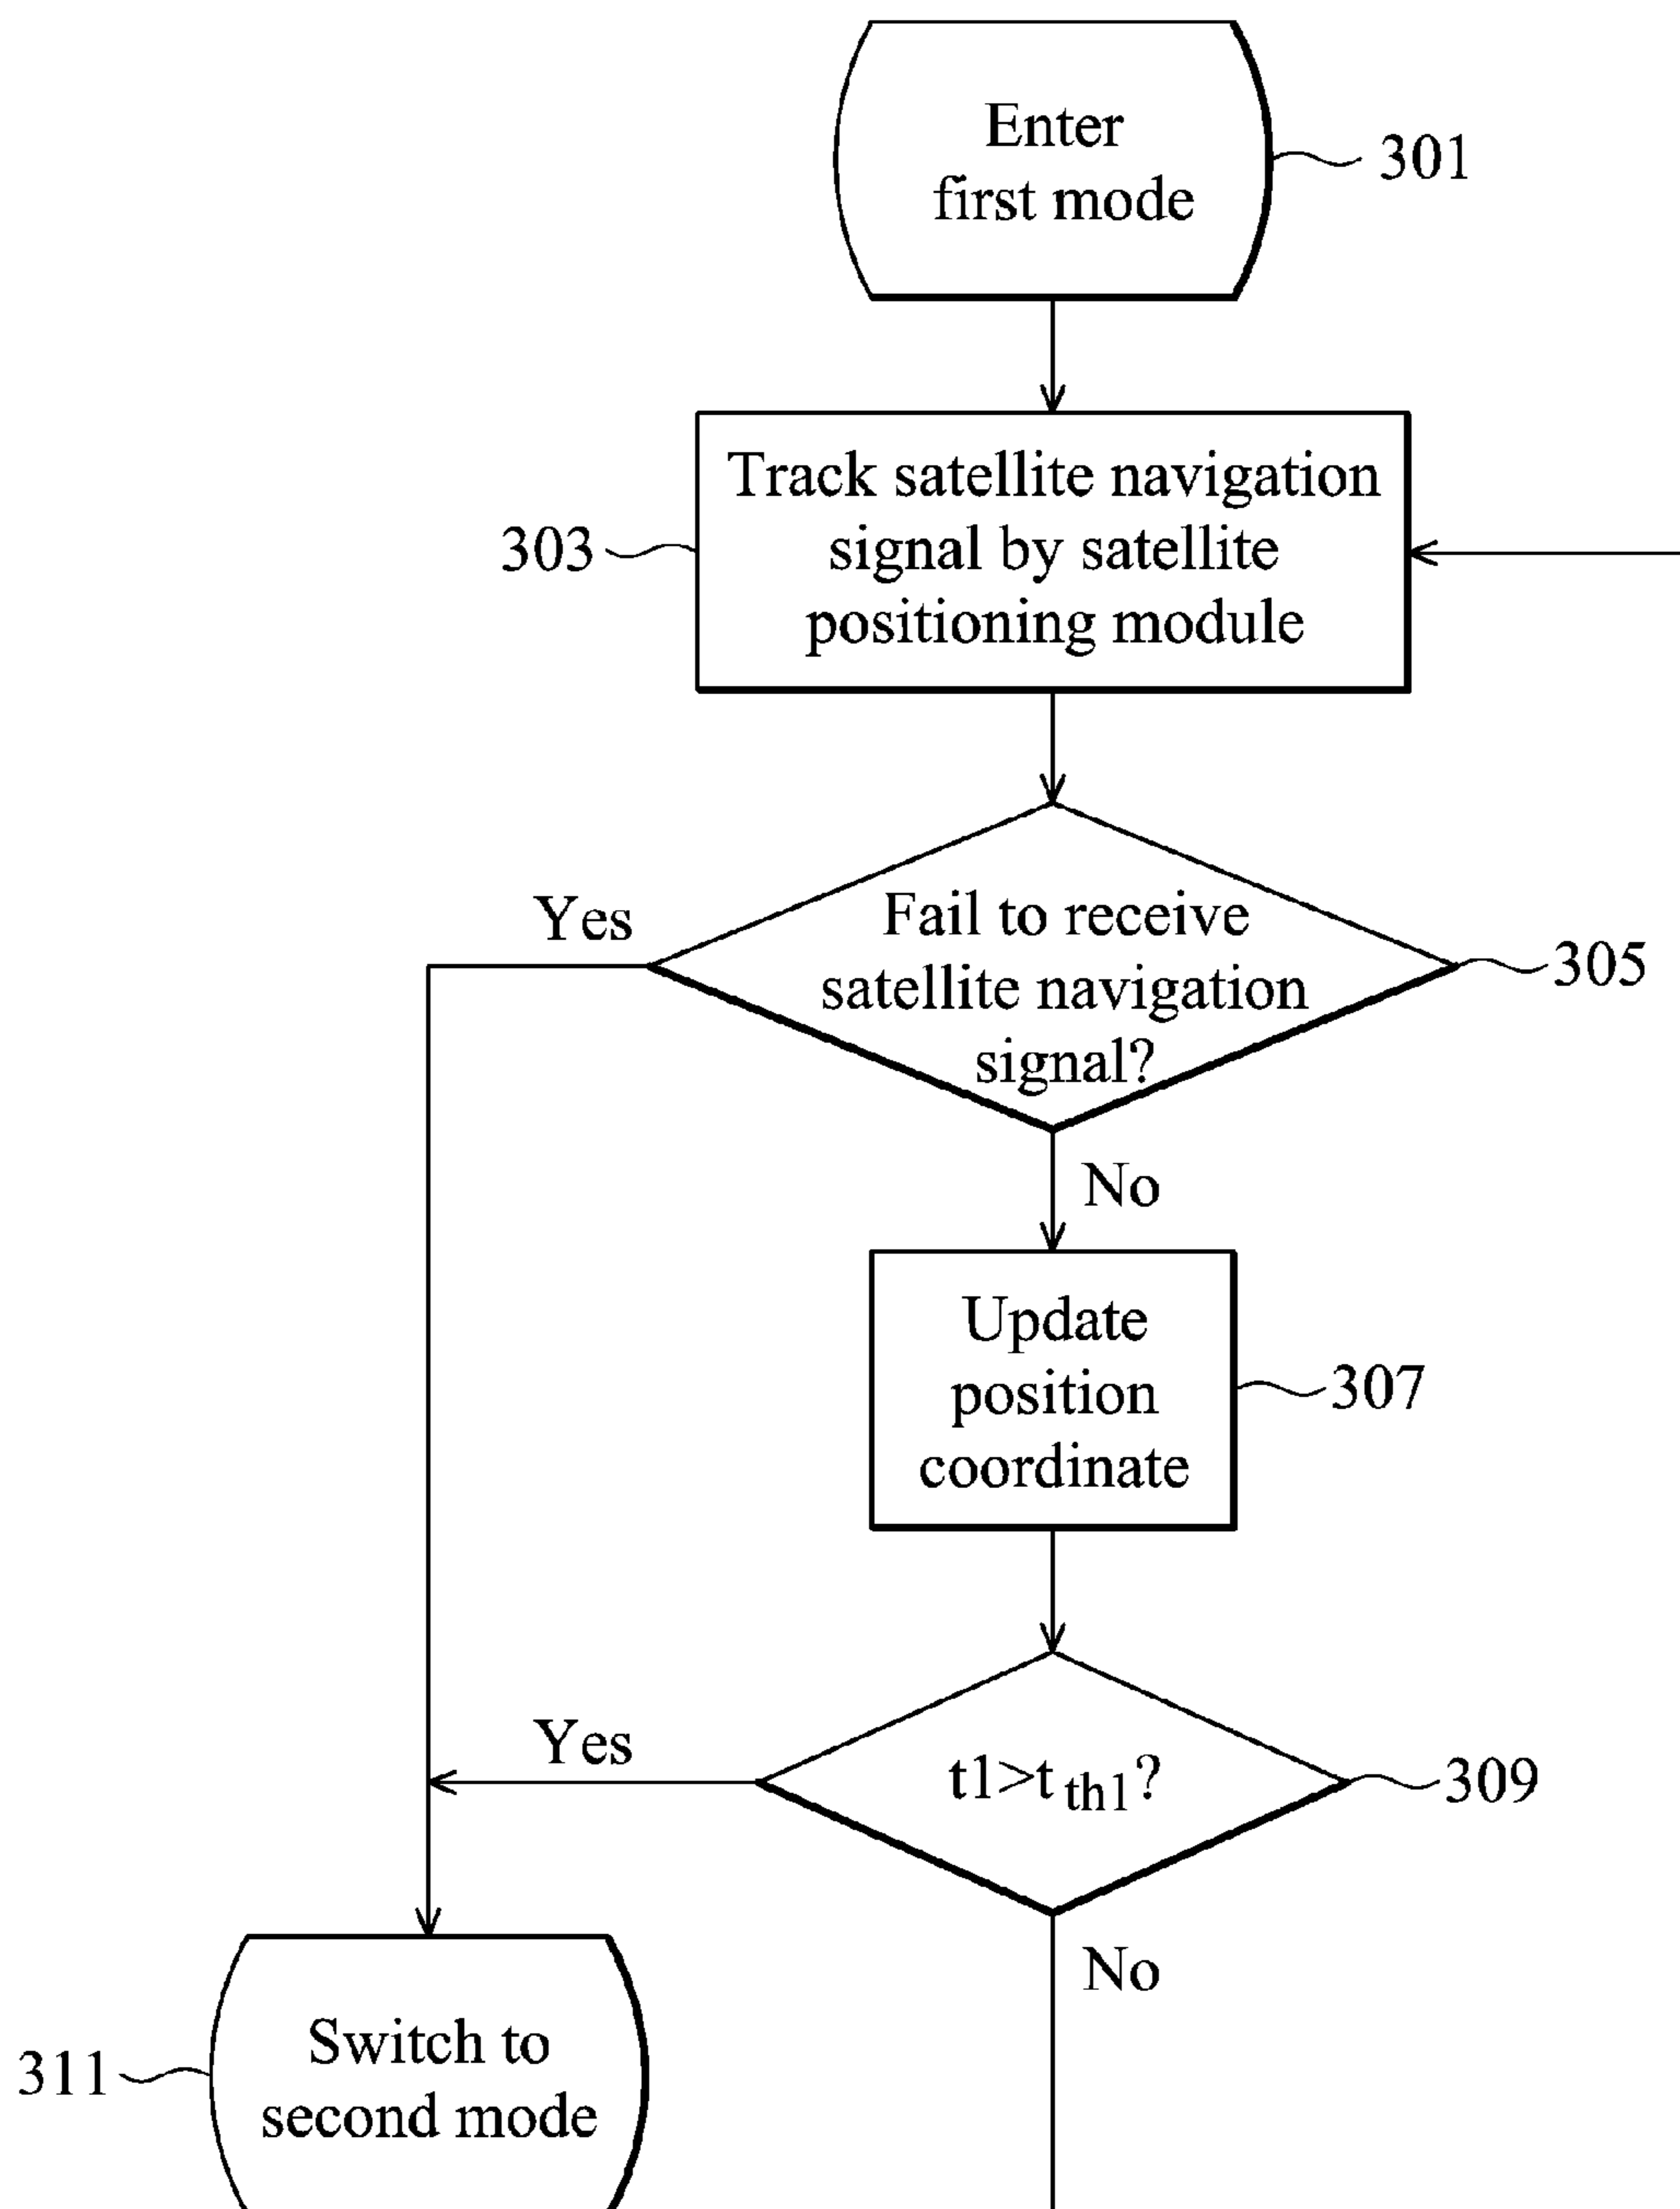 Enter
first mode
301
Track satellite navigation
signal by satellite
positioning module
303
Yes
Fail to receive
satellite navigation
signal?
305
No
Update
position
coordinate
307
Yes
t1>t th1?
309
No
Switch to
second mode
311